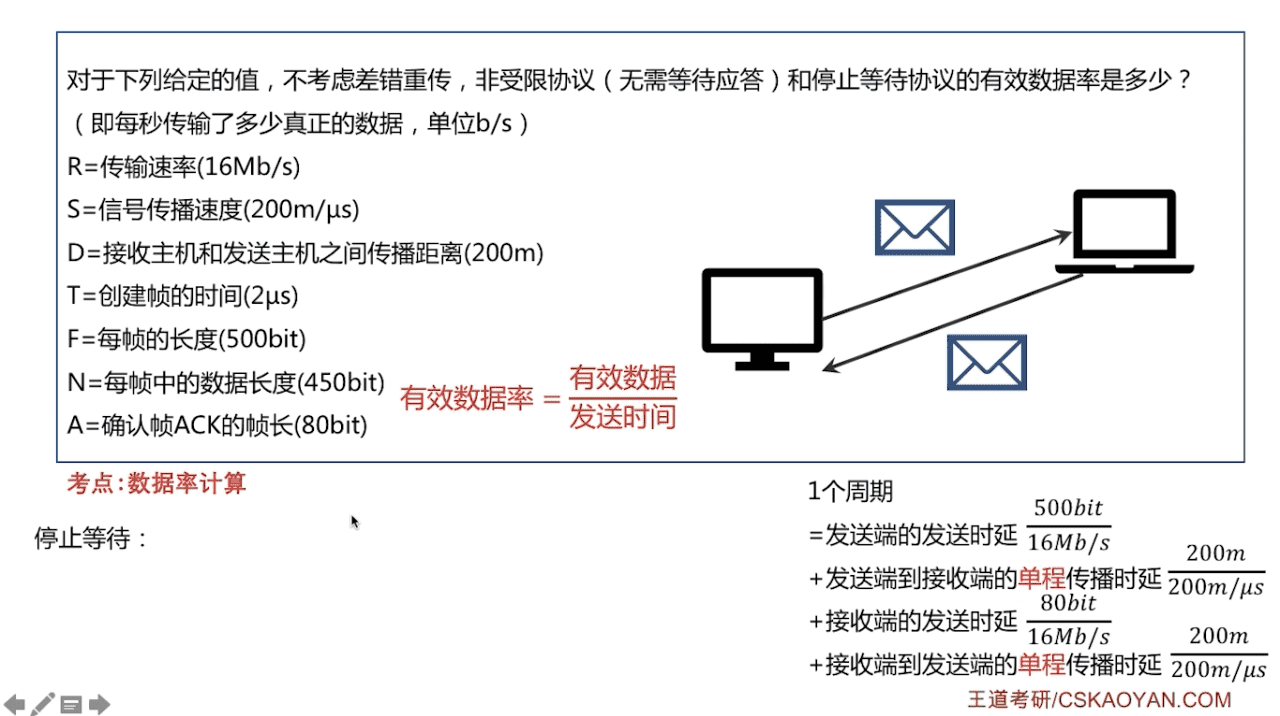 对于下列给定的值，不考虑差错重传，非受限协议（无需等待应答）和停止等待协议的有效数据率是多少？
（即每秒传输了多少真正的数据，单位b/s）
R=传输速率(16Mb/s)
S=信号传播速度(200m/μs)
D=接收主机和发送主机之间传播距离(200m)
T=创建帧的时间(2μs)
F=每帧的长度(500bit)
N=每帧中的数据长度(450bit)
A=确认帧ACK的帧长(80bit)
有效数据率 = 有效数据/发送时间
考点:数据率计算
停止等待：
1个周期
=发送端的发送时延 500bit/16Mb/s
+发送端到接收端的单程传播时延 200m/200m/μs
+接收端的发送时延 80bit/16Mb/s
+接收端到发送端的单程传播时延 200m/200m/μs
王道考研/CSKAOYAN.COM